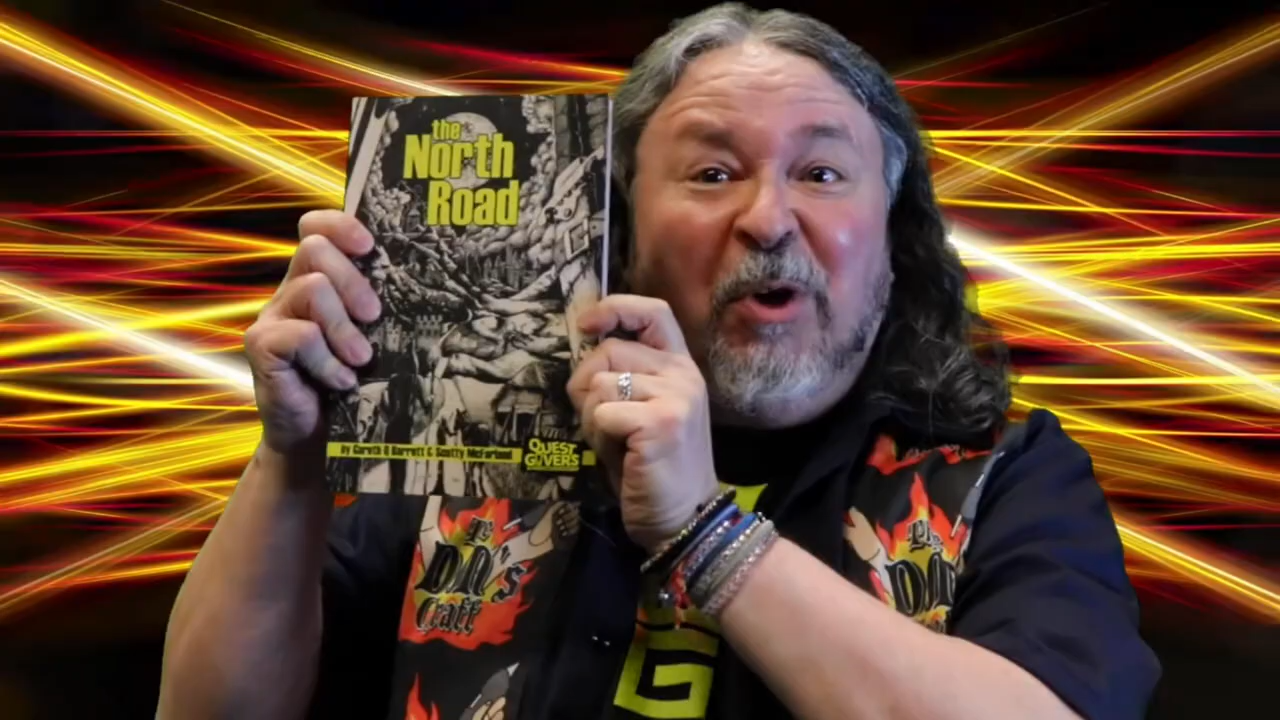 the
North
Road
by Gareth Q Barrett & Scotty McFarland
QUEST
GIVERS
DM's
Craft
DM
G